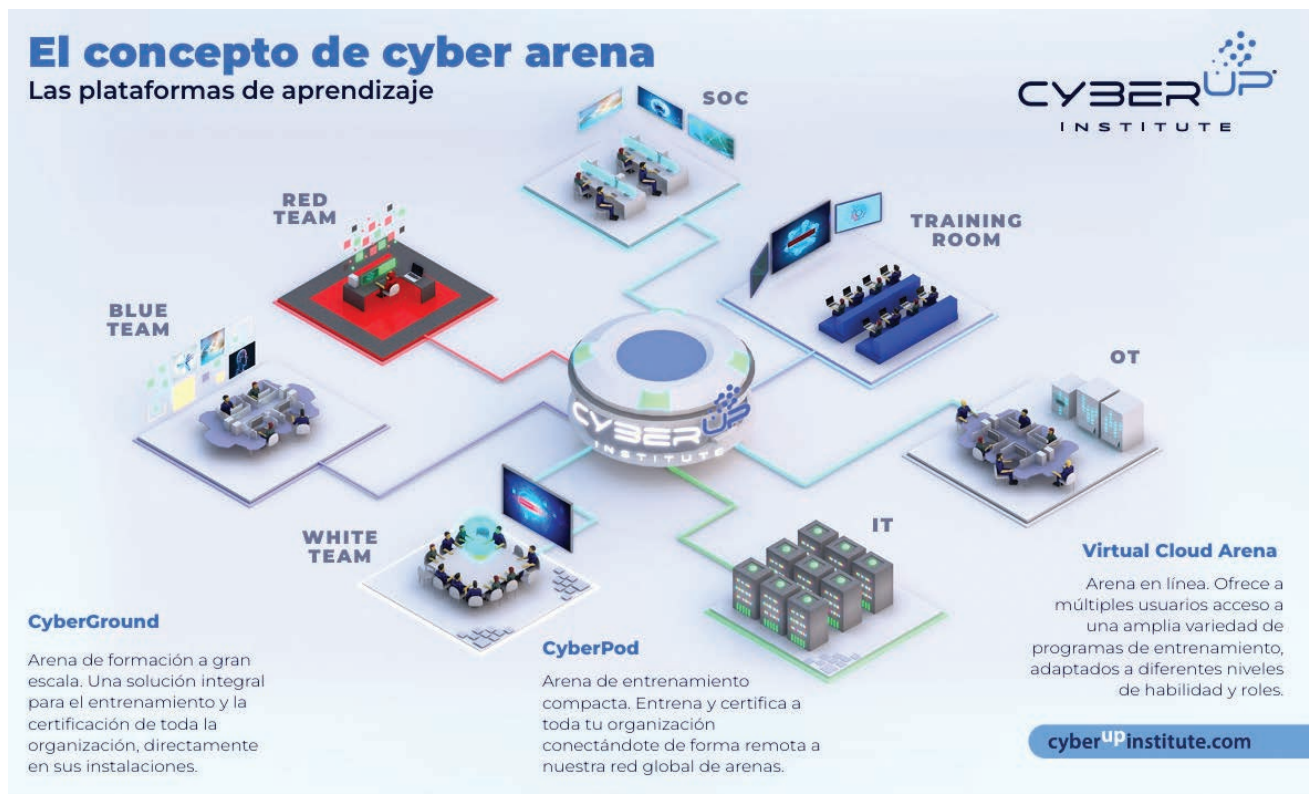 El concepto de cyber arena
Las plataformas de aprendizaje
CYBERUP
INSTITUTE
SOC
RED
TEAM
TRAINING
ROOM
BLUE
TEAM
OT
CYBERUP
INSTITUTE
WHITE
TEAM
IT
CyberGround
Arena de formación a gran
escala. Una solución integral
para el entrenamiento y la
certificación de toda la
organización, directamente
en sus instalaciones.
CyberPod
Arena de entrenamiento
compacta. Entrena y certifica a
toda tu organización
conectándote de forma remota a
nuestra red global de arenas.
Virtual Cloud Arena
Arena en línea. Ofrece a
múltiples usuarios acceso a
una amplia variedad de
programas de entrenamiento,
adaptados a diferentes niveles
de habilidad y roles.
cyberupinstitute.com